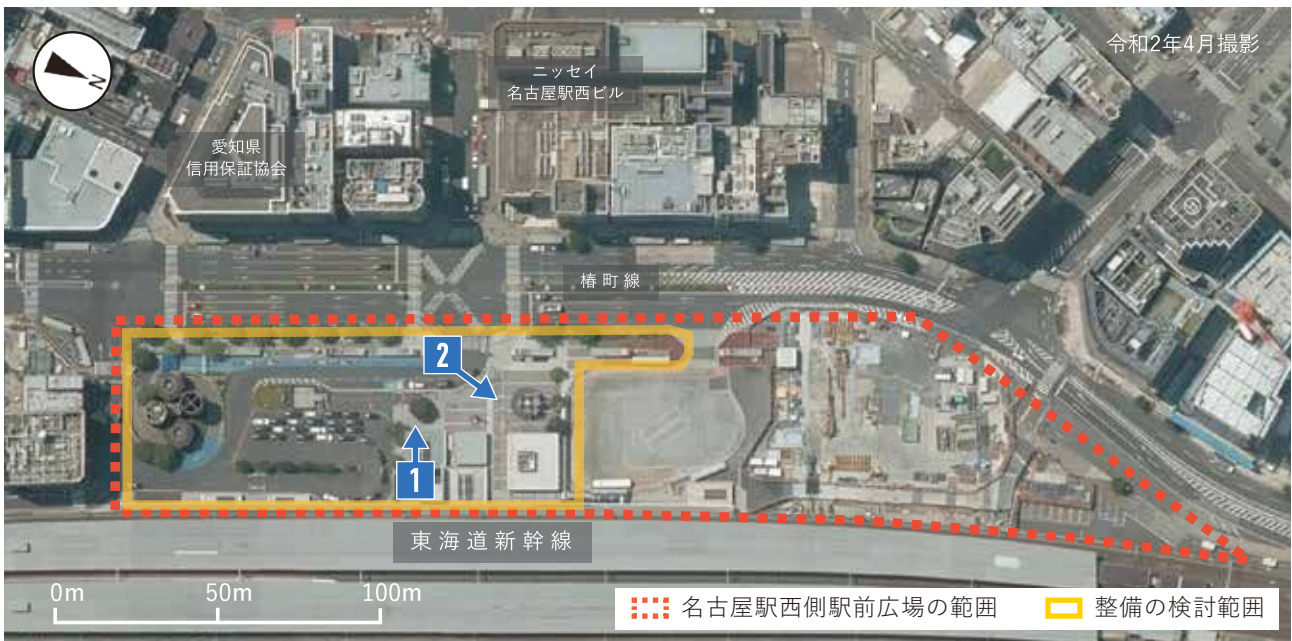 令和2年4月撮影
N
ニッセイ
名古屋駅西ビル
愛知県
信用保証協会
椿町線
2
1
東海道新幹線
0m 50m 100m
名古屋駅西側駅前広場の範囲 整備の検討範囲